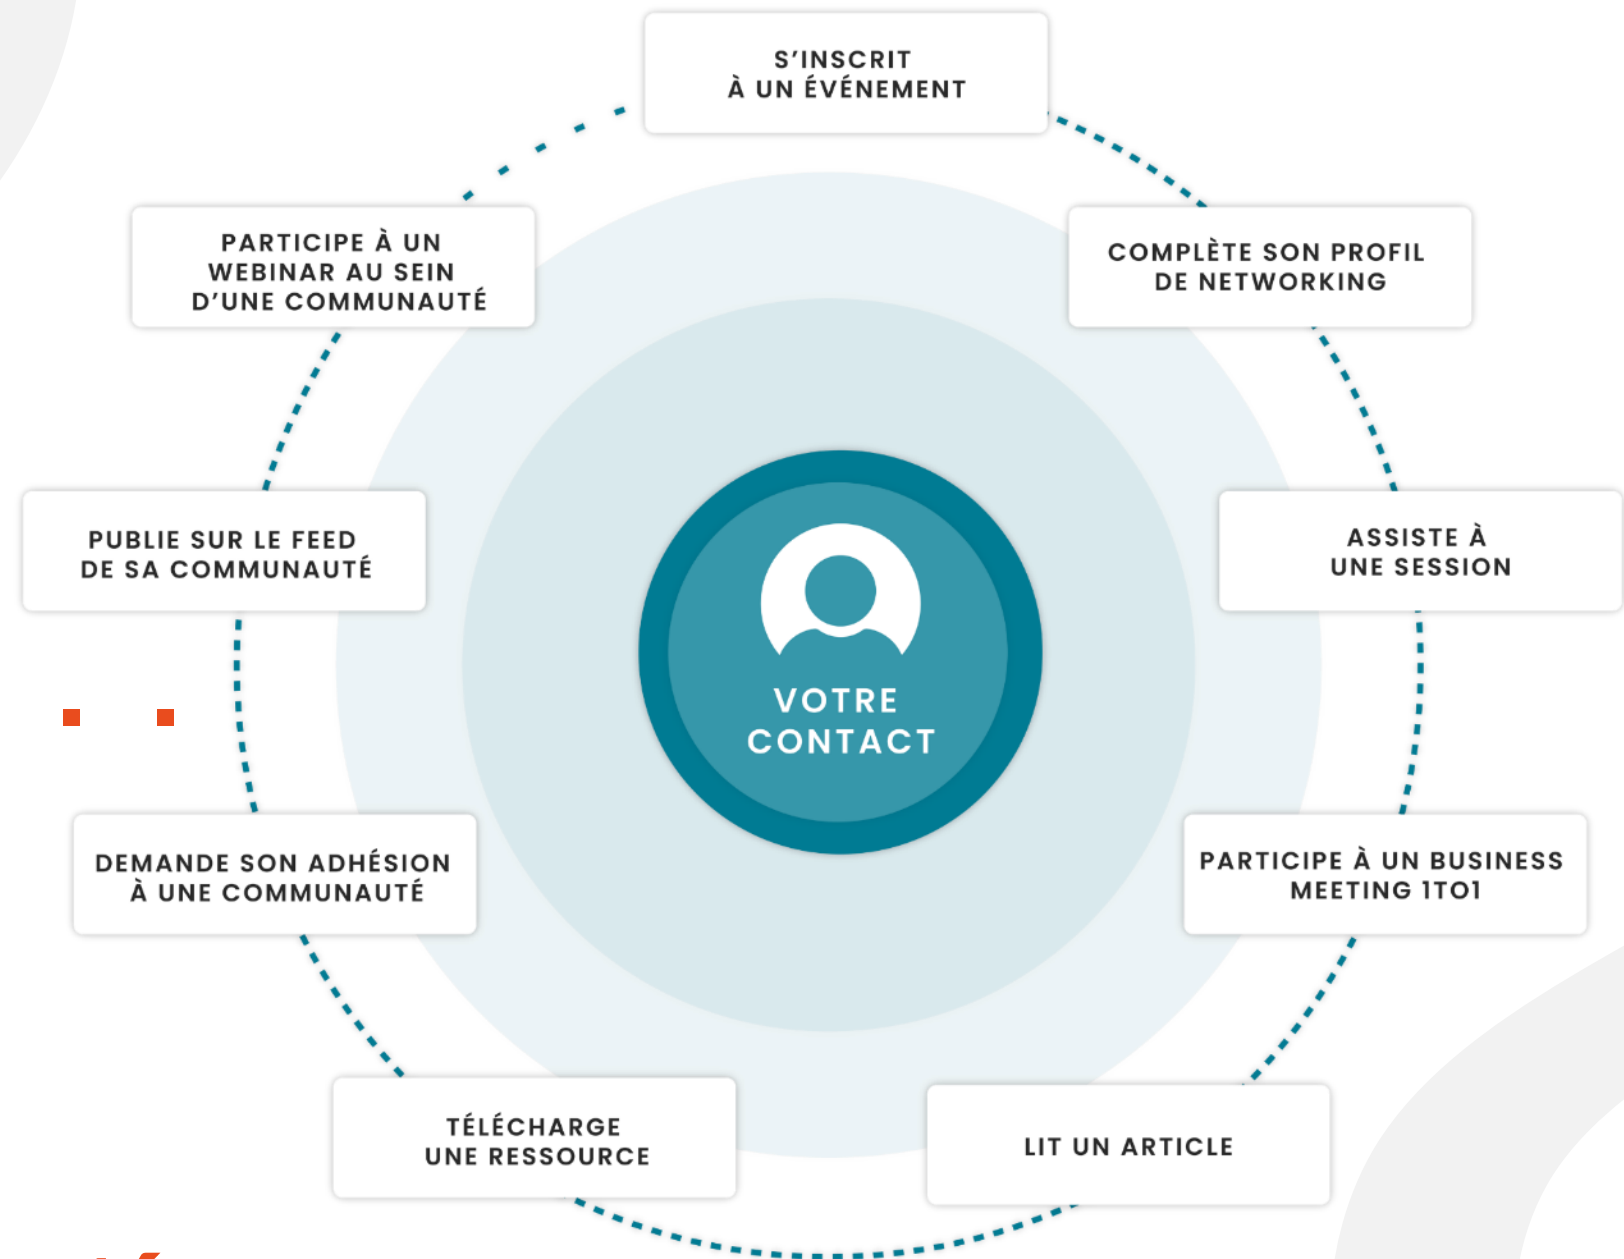 S'INSCRIT
À UN ÉVÉNEMENT
COMPLÈTE SON PROFIL
DE NETWORKING
ASSISTE À
UNE SESSION
PARTICIPE À UN BUSINESS
MEETING 1TO1
LIT UN ARTICLE
TÉLÉCHARGE
UNE RESSOURCE
DEMANDE SON ADHÉSION
À UNE COMMUNAUTÉ
PUBLIE SUR LE FEED
DE SA COMMUNAUTÉ
PARTICIPE À UN
WEBINAR AU SEIN
D'UNE COMMUNAUTÉ
VOTRE
CONTACT